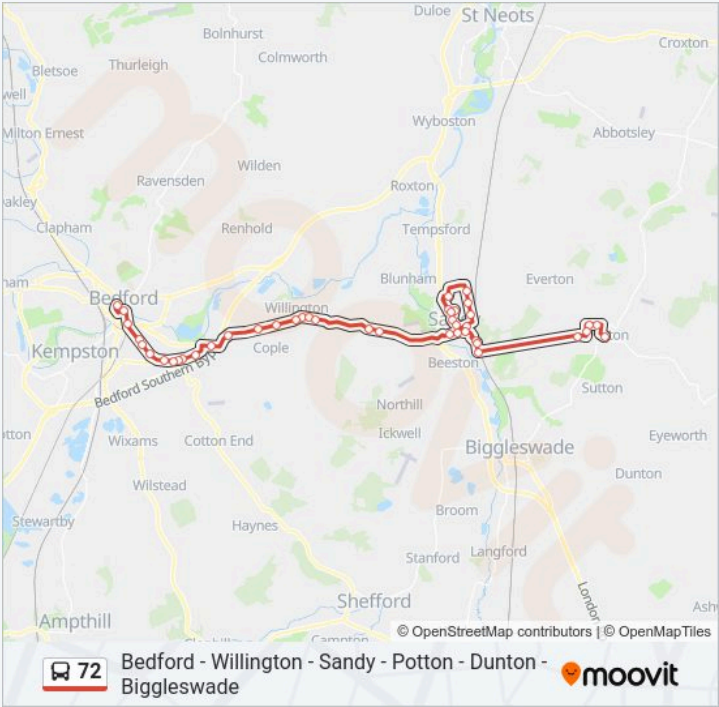 Duloe
St Neots
Bolnhurst
Croxton
Colmworth
Thurleigh
Bletsoe
well
Wyboston
Milton Ernest
Abbotsley
Wilden
Ravensden
Roxton
akley
Clapham
Renhold
Tempsford
Blunham
Everton
ham
Bedford
Willington
Sa
ton
Kempston
Cople
Beeston
Bedford Southern Byp
Sutton
Northill
otton
Wixams
Cotton End
Ickwell
Eyeworth
Biggleswade
Wilstead
Dunton
Stewartby
Haynes
Broom
Stanford
Langford
London
Shefford
Ash
Ampthill
© OpenStreetMap contributors | © OpenMapTiles
Campton
72
Bedford - Willington - Sandy - Potton - Dunton -
Biggleswade
moovit